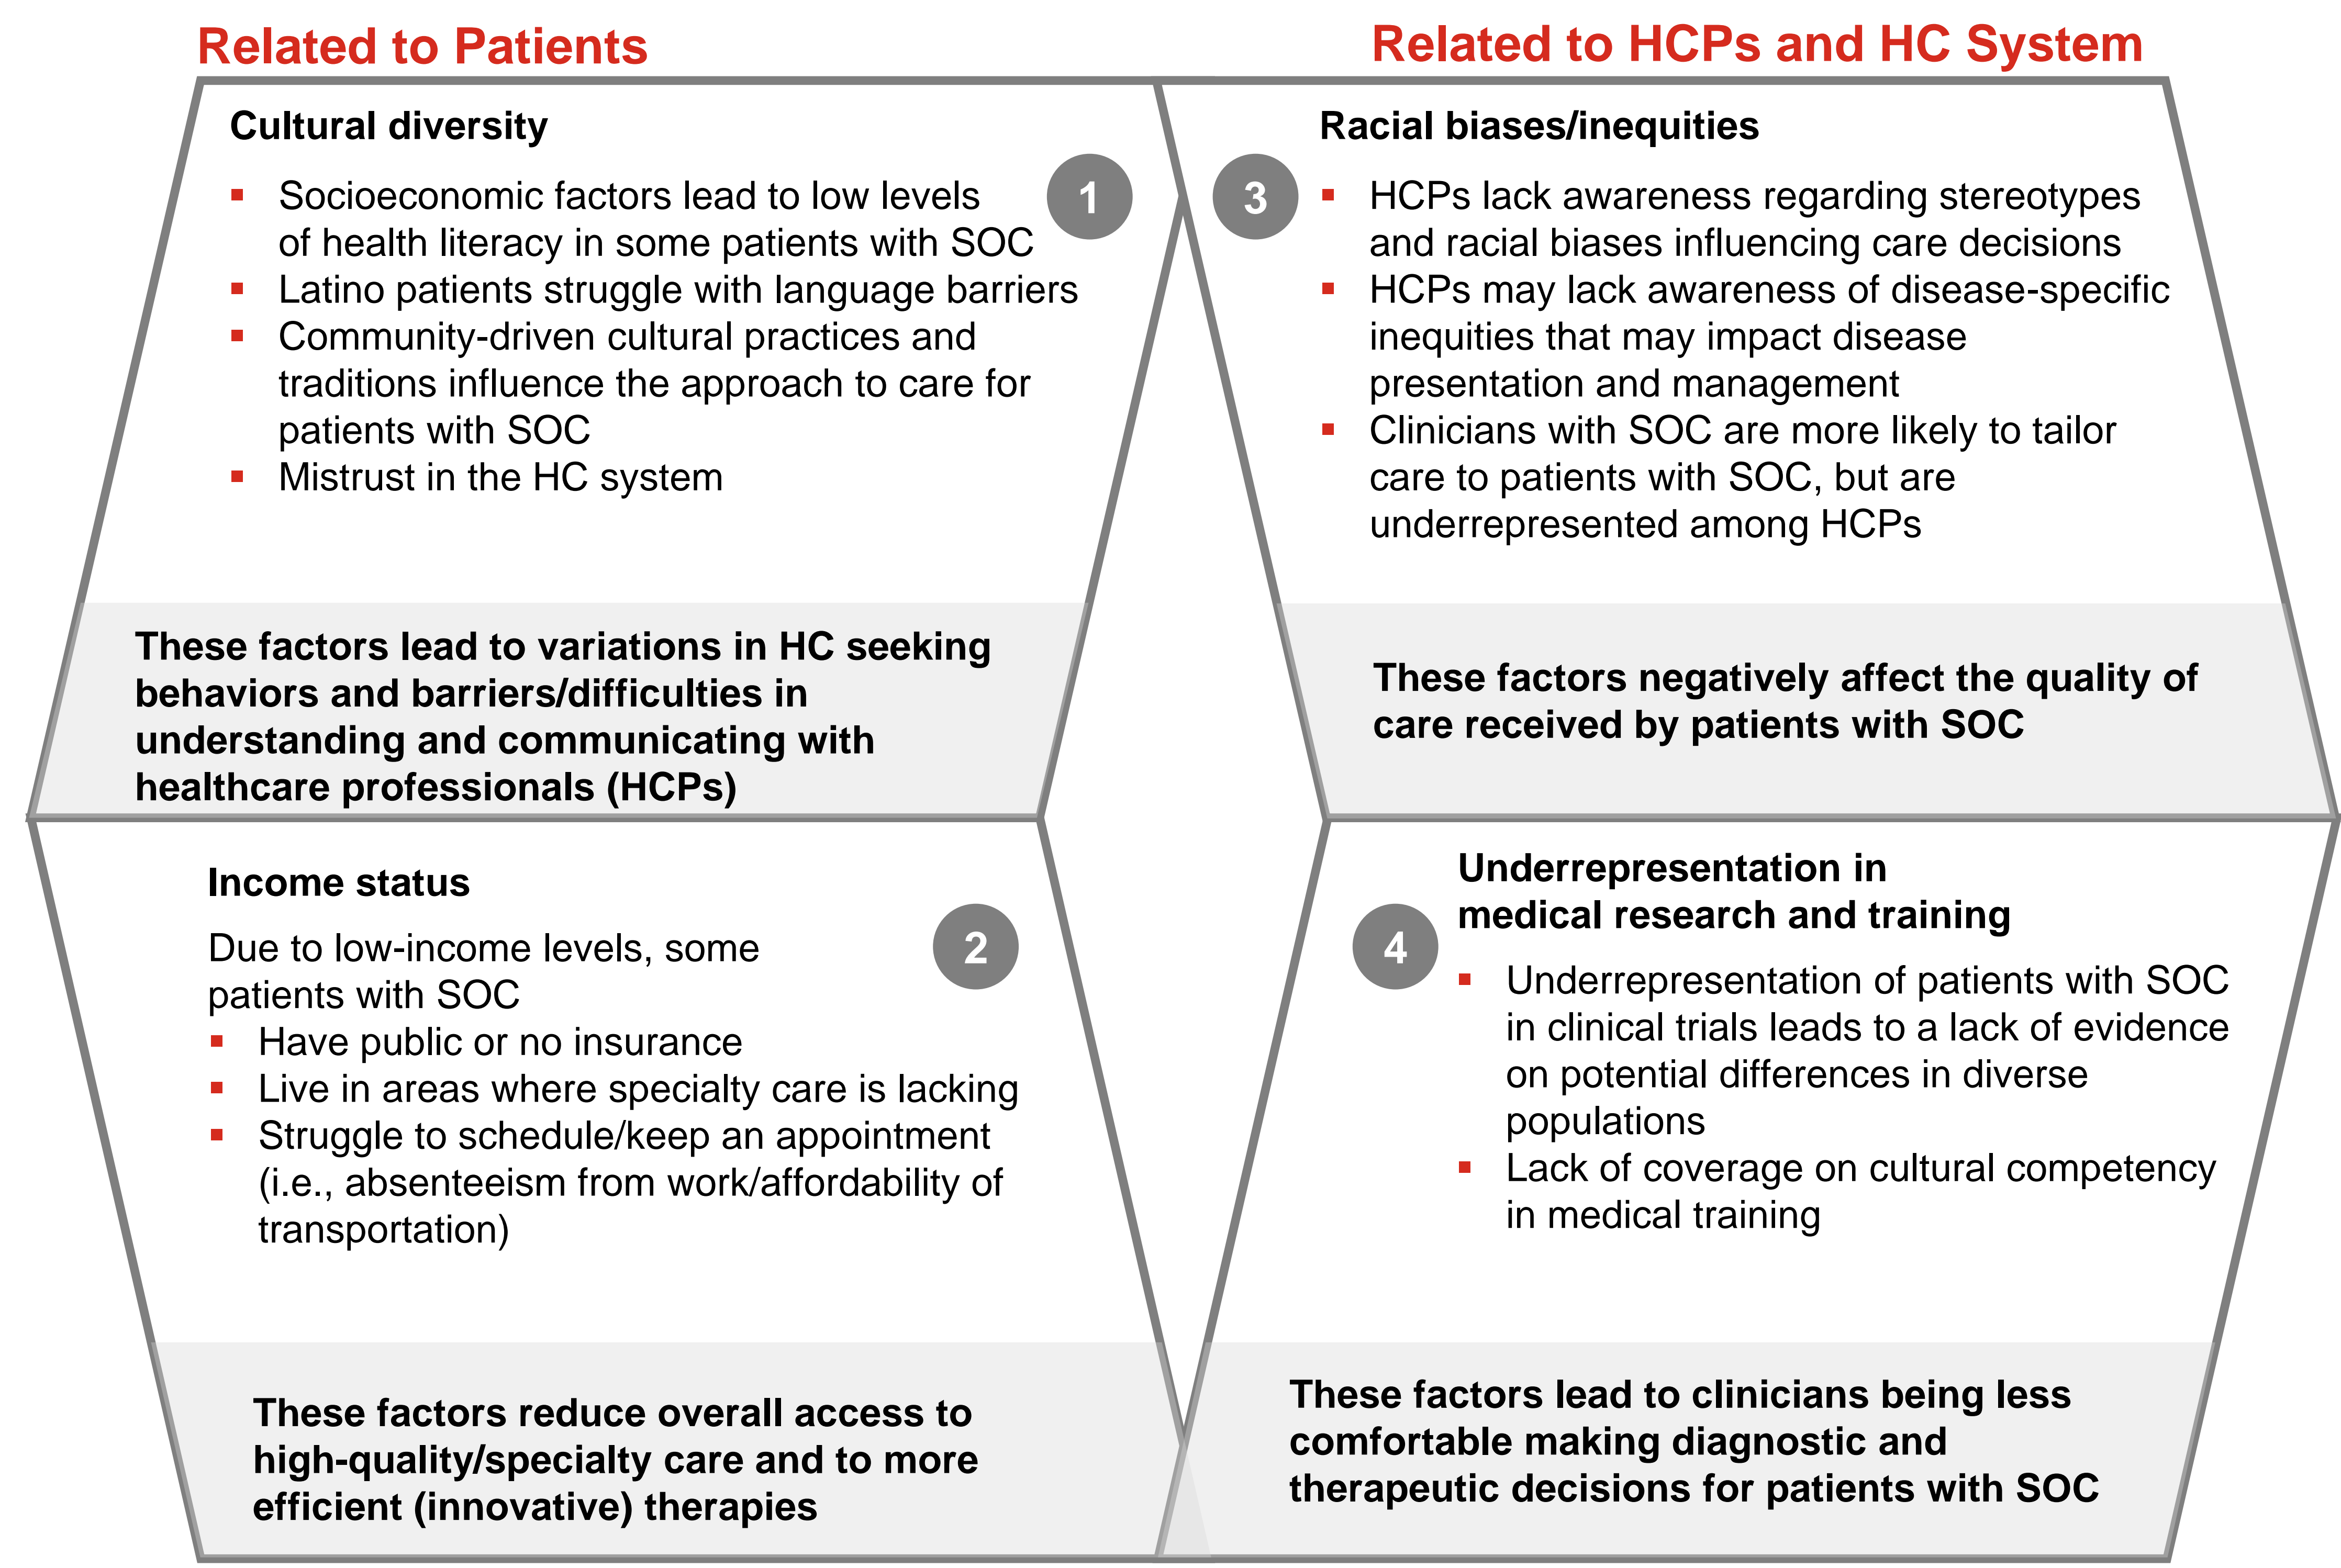 Related to Patients
Related to HCPs and HC System
Cultural diversity
1
▪ Socioeconomic factors lead to low levels
of health literacy in some patients with SOC
▪ Latino patients struggle with language barriers
▪ Community-driven cultural practices and
traditions influence the approach to care for
patients with SOC
▪ Mistrust in the HC system
These factors lead to variations in HC seeking
behaviors and barriers/difficulties in
understanding and communicating with
healthcare professionals (HCPs)
Income status
2
Due to low-income levels, some
patients with SOC
▪ Have public or no insurance
▪ Live in areas where specialty care is lacking
▪ Struggle to schedule/keep an appointment
(i.e., absenteeism from work/affordability of
transportation)
These factors reduce overall access to
high-quality/specialty care and to more
efficient (innovative) therapies
Racial biases/inequities
3
▪ HCPs lack awareness regarding stereotypes
and racial biases influencing care decisions
▪ HCPs may lack awareness of disease-specific
inequities that may impact disease
presentation and management
▪ Clinicians with SOC are more likely to tailor
care to patients with SOC, but are
underrepresented among HCPs
These factors negatively affect the quality of
care received by patients with SOC
Underrepresentation in
medical research and training
4
▪ Underrepresentation of patients with SOC
in clinical trials leads to a lack of evidence
on potential differences in diverse
populations
▪ Lack of coverage on cultural competency
in medical training
These factors lead to clinicians being less
comfortable making diagnostic and
therapeutic decisions for patients with SOC